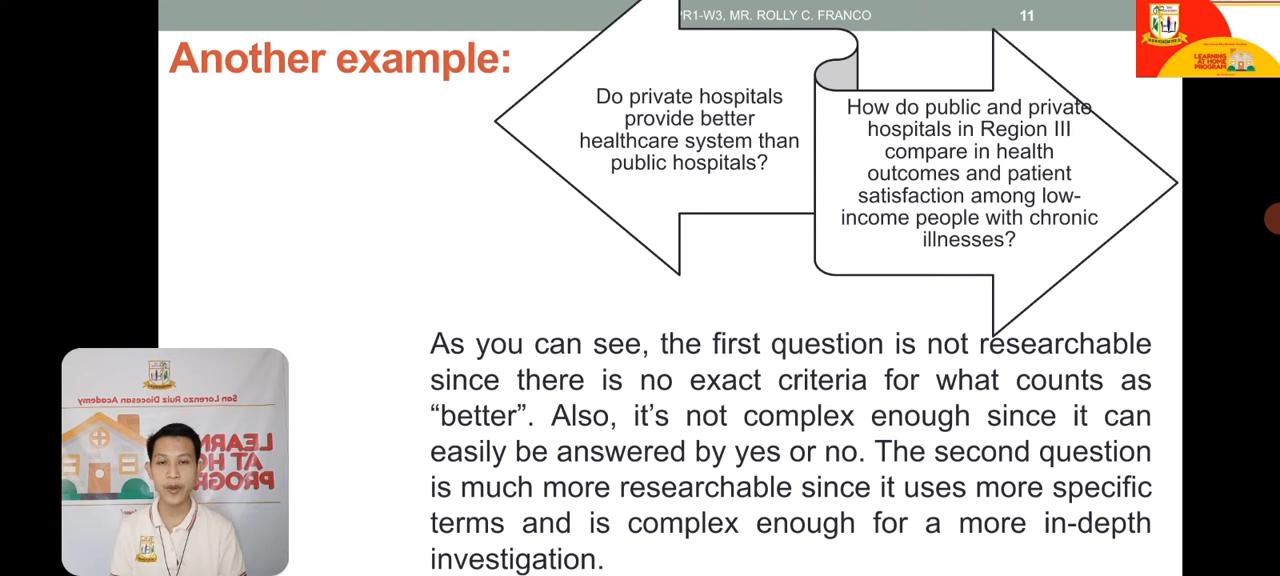 PR1-W3, MR. ROLLY C. FRANCO
11
Another example:
Do private hospitals
provide better
healthcare system than
public hospitals?
How do public and private
hospitals in Region III
compare in health
outcomes and patient
satisfaction among low-
income people with chronic
illnesses?
LEARNING
AT HOME
PROGRAM
As you can see, the first question is not researchable
since there is no exact criteria for what counts as
“better”. Also, it’s not complex enough since it can
easily be answered by yes or no. The second question
is much more researchable since it uses more specific
terms and is complex enough for a more in-depth
investigation.
San Lorenzo Ruiz Diocesan Academy
LEARN
AT HO
PROGR